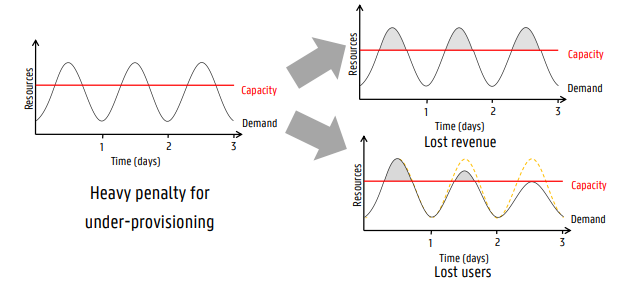 Resources
Capacity
Demand
1
2
3
Time (days)
Heavy penalty for
under-provisioning
Resources
Capacity
Demand
1
2
3
Time (days)
Lost revenue
Resources
Capacity
Demand
1
2
3
Time (days)
Lost users